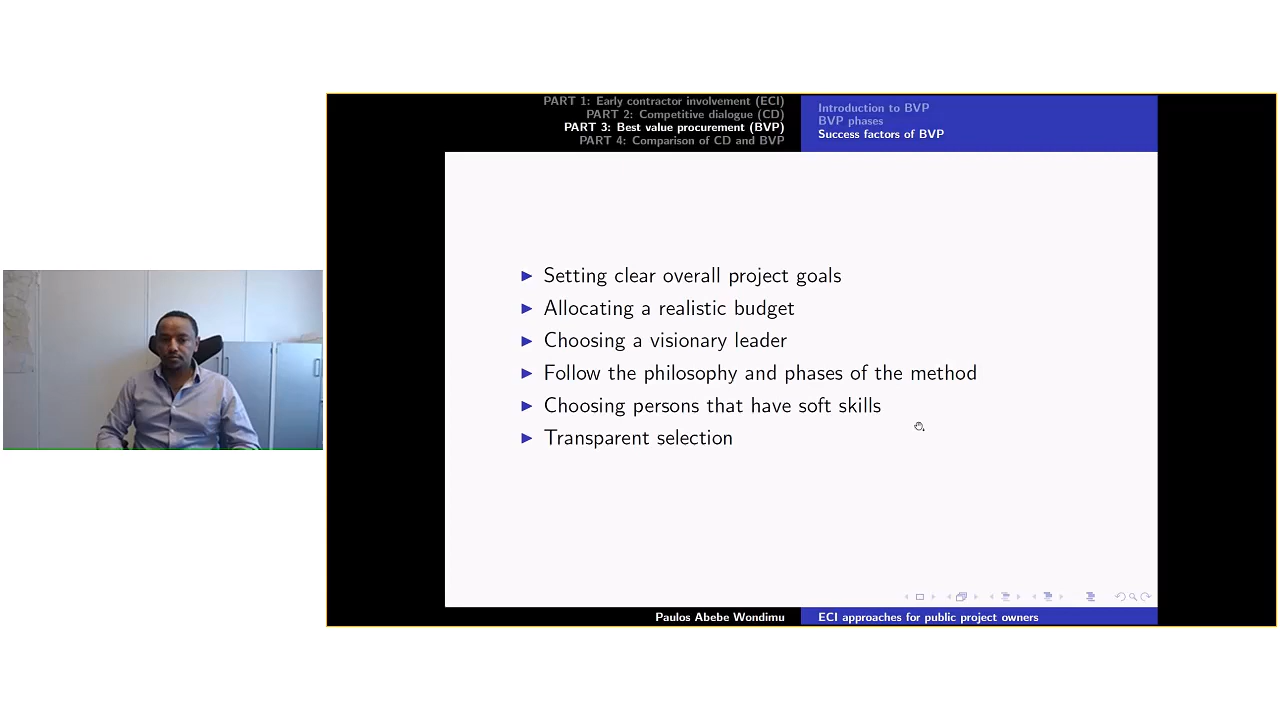 PART 1: Early contractor involvement (ECI)
PART 2: Competitive dialogue (CD)
PART 3: Best value procurement (BVP)
PART 4: Comparison of CD and BVP
Introduction to BVP
BVP phases
Success factors of BVP
Setting clear overall project goals
Allocating a realistic budget
Choosing a visionary leader
Follow the philosophy and phases of the method
Choosing persons that have soft skills
Transparent selection
Paulos Abebe Wondimu
ECI approaches for public project owners